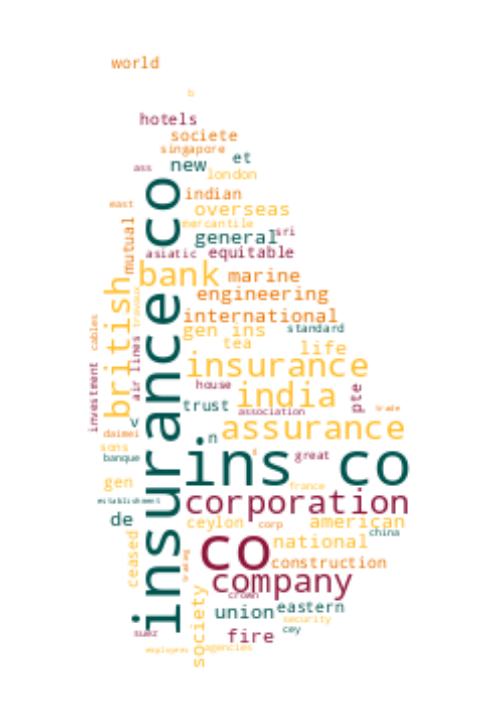 world
b
hotels
societe
singapore
et
ass
new
london
co
indian
east
overseas
mercantile
sri
mutual
general
asiatic
equitable
bank
marine
british
travaux
engineering
insurance
international
cables
gen ins
standard
tea
life
air lines
insurance
investment
house
india
pte
trust
association
trade
v
assurance
daimei
n
sons
ins co
great
banque
gen
france
establishment
corporation
de
ceylon
corp
american
china
co
national
ceased
trading
construction
company
crown
society
union
eastern
security
suez
fire
cey
employees
agencies